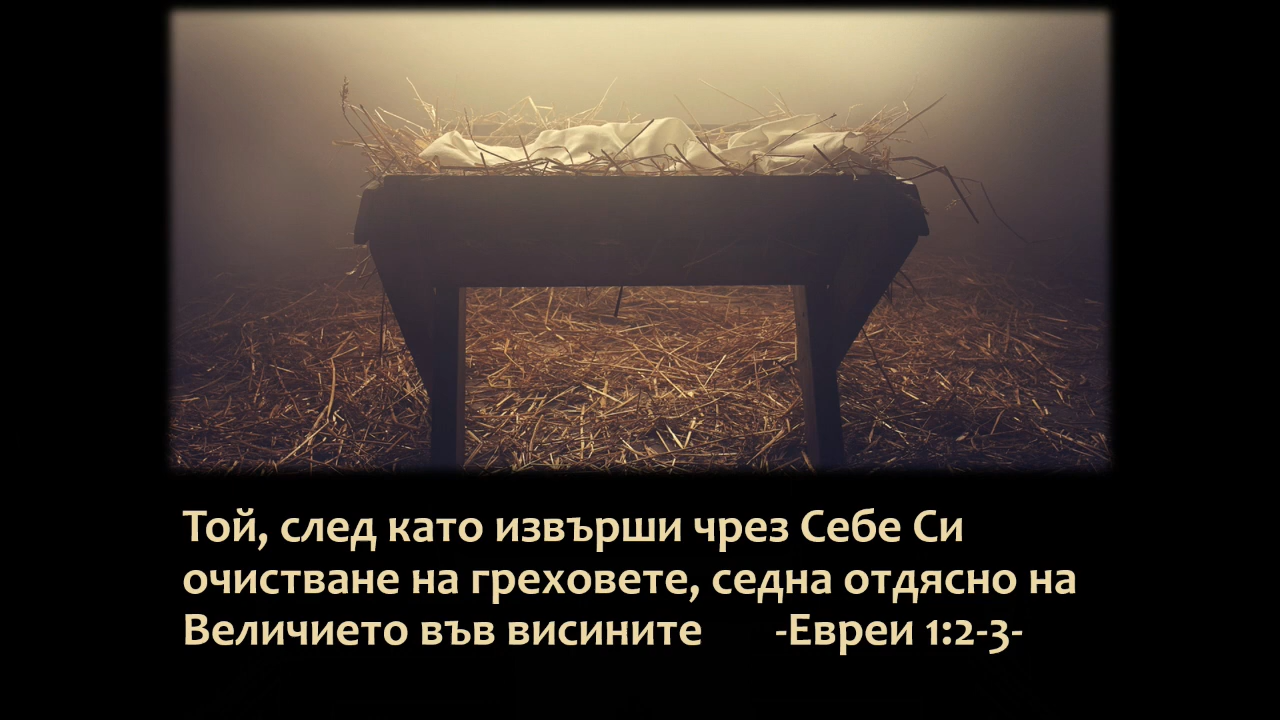 Той, след като извърши чрез Себе Си
очистване на греховете, седна отдясно на
Величието във висините -Евреи 1:2-3-